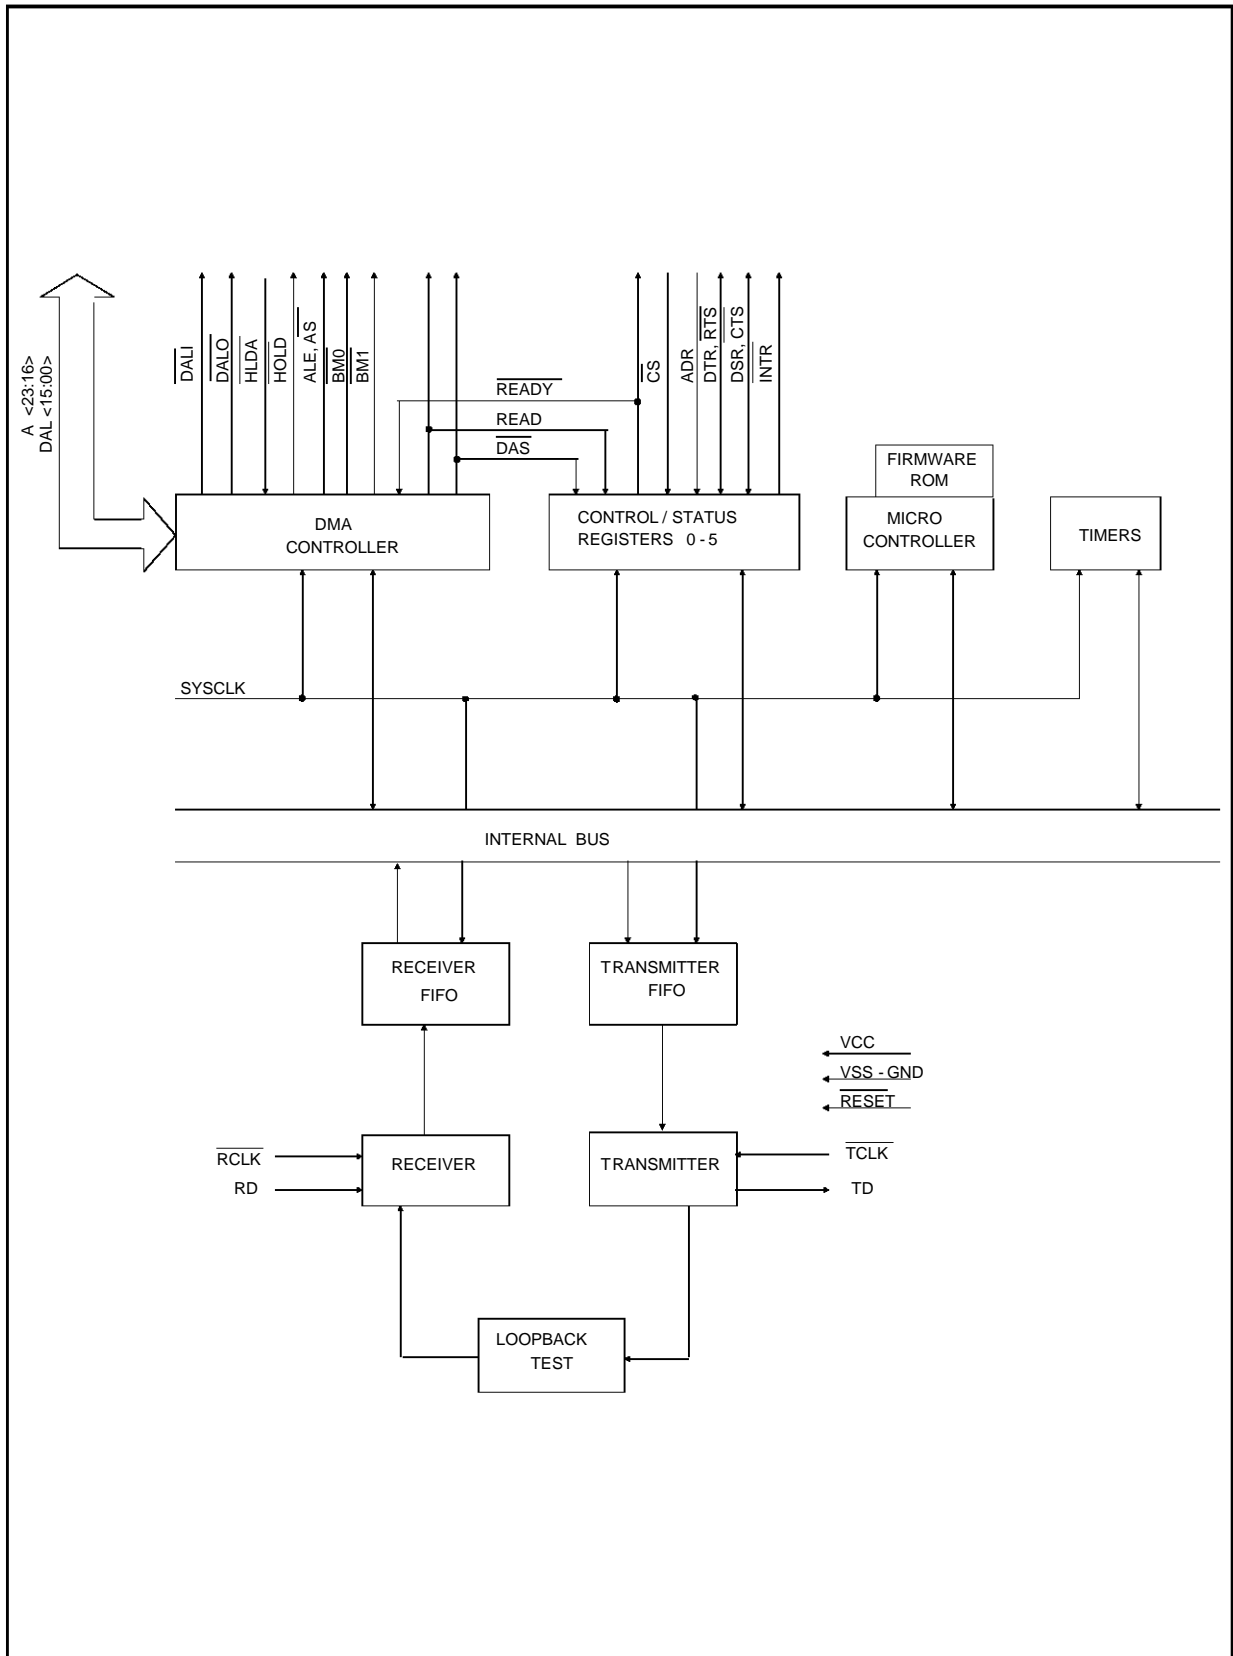 A <23:16>
DAL <15:00>
DALI
DALO
HLDA
HOLD
ALE, AS
BM0
BM1
READY
READ
DAS
CS
ADR
DTR, RTS
DSR, CTS
INTR
DMA
CONTROLLER
CONTROL / STATUS
REGISTERS 0 - 5
FIRMWARE
ROM
MICRO
CONTROLLER
TIMERS
SYSCLK
INTERNAL BUS
RECEIVER
FIFO
TRANSMITTER
FIFO
VCC
VSS - GND
RESET
RCLK
RD
RECEIVER
TRANSMITTER
TCLK
TD
LOOPBACK
TEST